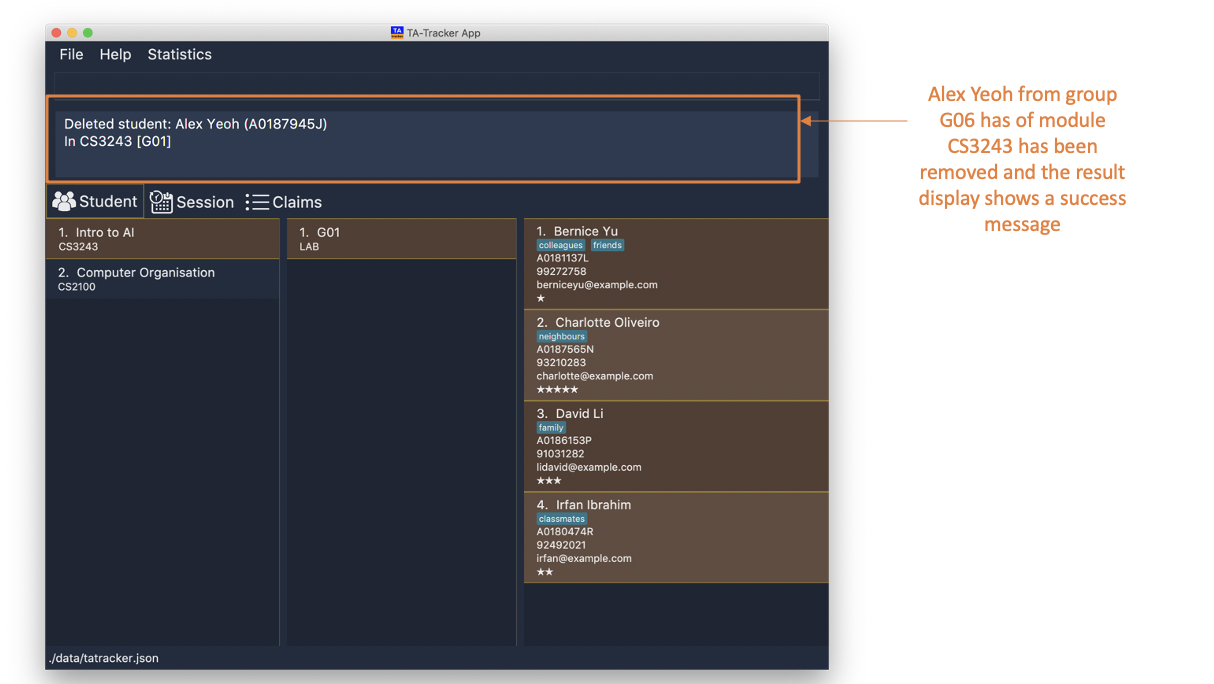 TA-Tracker App
File Help Statistics
Deleted student: Alex Yeoh (A0187945J)
In CS3243 [G01]
Alex Yeoh from group
G06 has of module
CS3243 has been
removed and the result
display shows a success
message
Student Session Claims
1. Intro to AI
CS3243
2. Computer Organisation
CS2100
1. G01
LAB
1. Bernice Yu
colleagues friends
A0181137L
99272758
berniceyu@example.com
★
2. Charlotte Oliveiro
neighbours
A0187565N
93210283
charlotte@example.com
★★★★★
3. David Li
family
A0186153P
91031282
lidavid@example.com
★★★
4. Irfan Ibrahim
classmates
A0180474R
92492021
irfan@example.com
★★
./data/tatracker.json